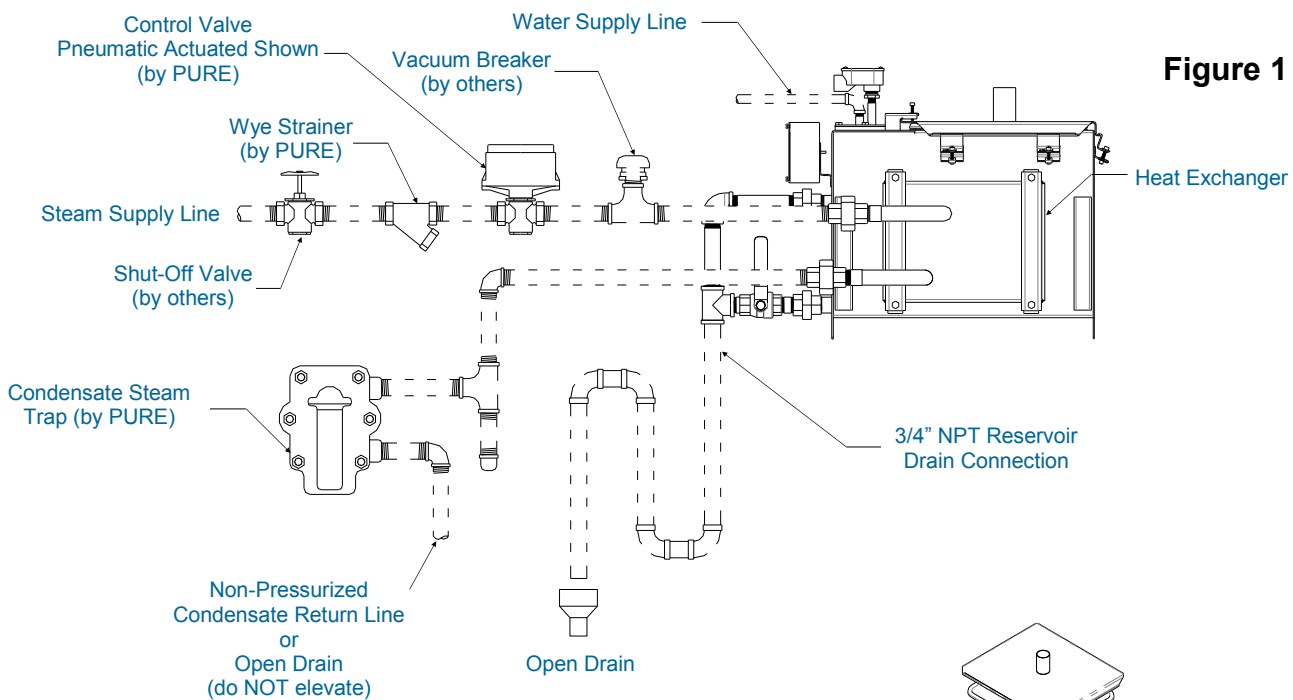 Control Valve
Pneumatic Actuated Shown
(by PURE)
Water Supply Line
Vacuum Breaker
(by others)
Figure 1
Wye Strainer
(by PURE)
Heat Exchanger
Steam Supply Line
Shut-Off Valve
(by others)
Condensate Steam
Trap (by PURE)
3/4” NPT Reservoir
Drain Connection
Non-Pressurized
Condensate Return Line
or
Open Drain
(do NOT elevate)
Open Drain